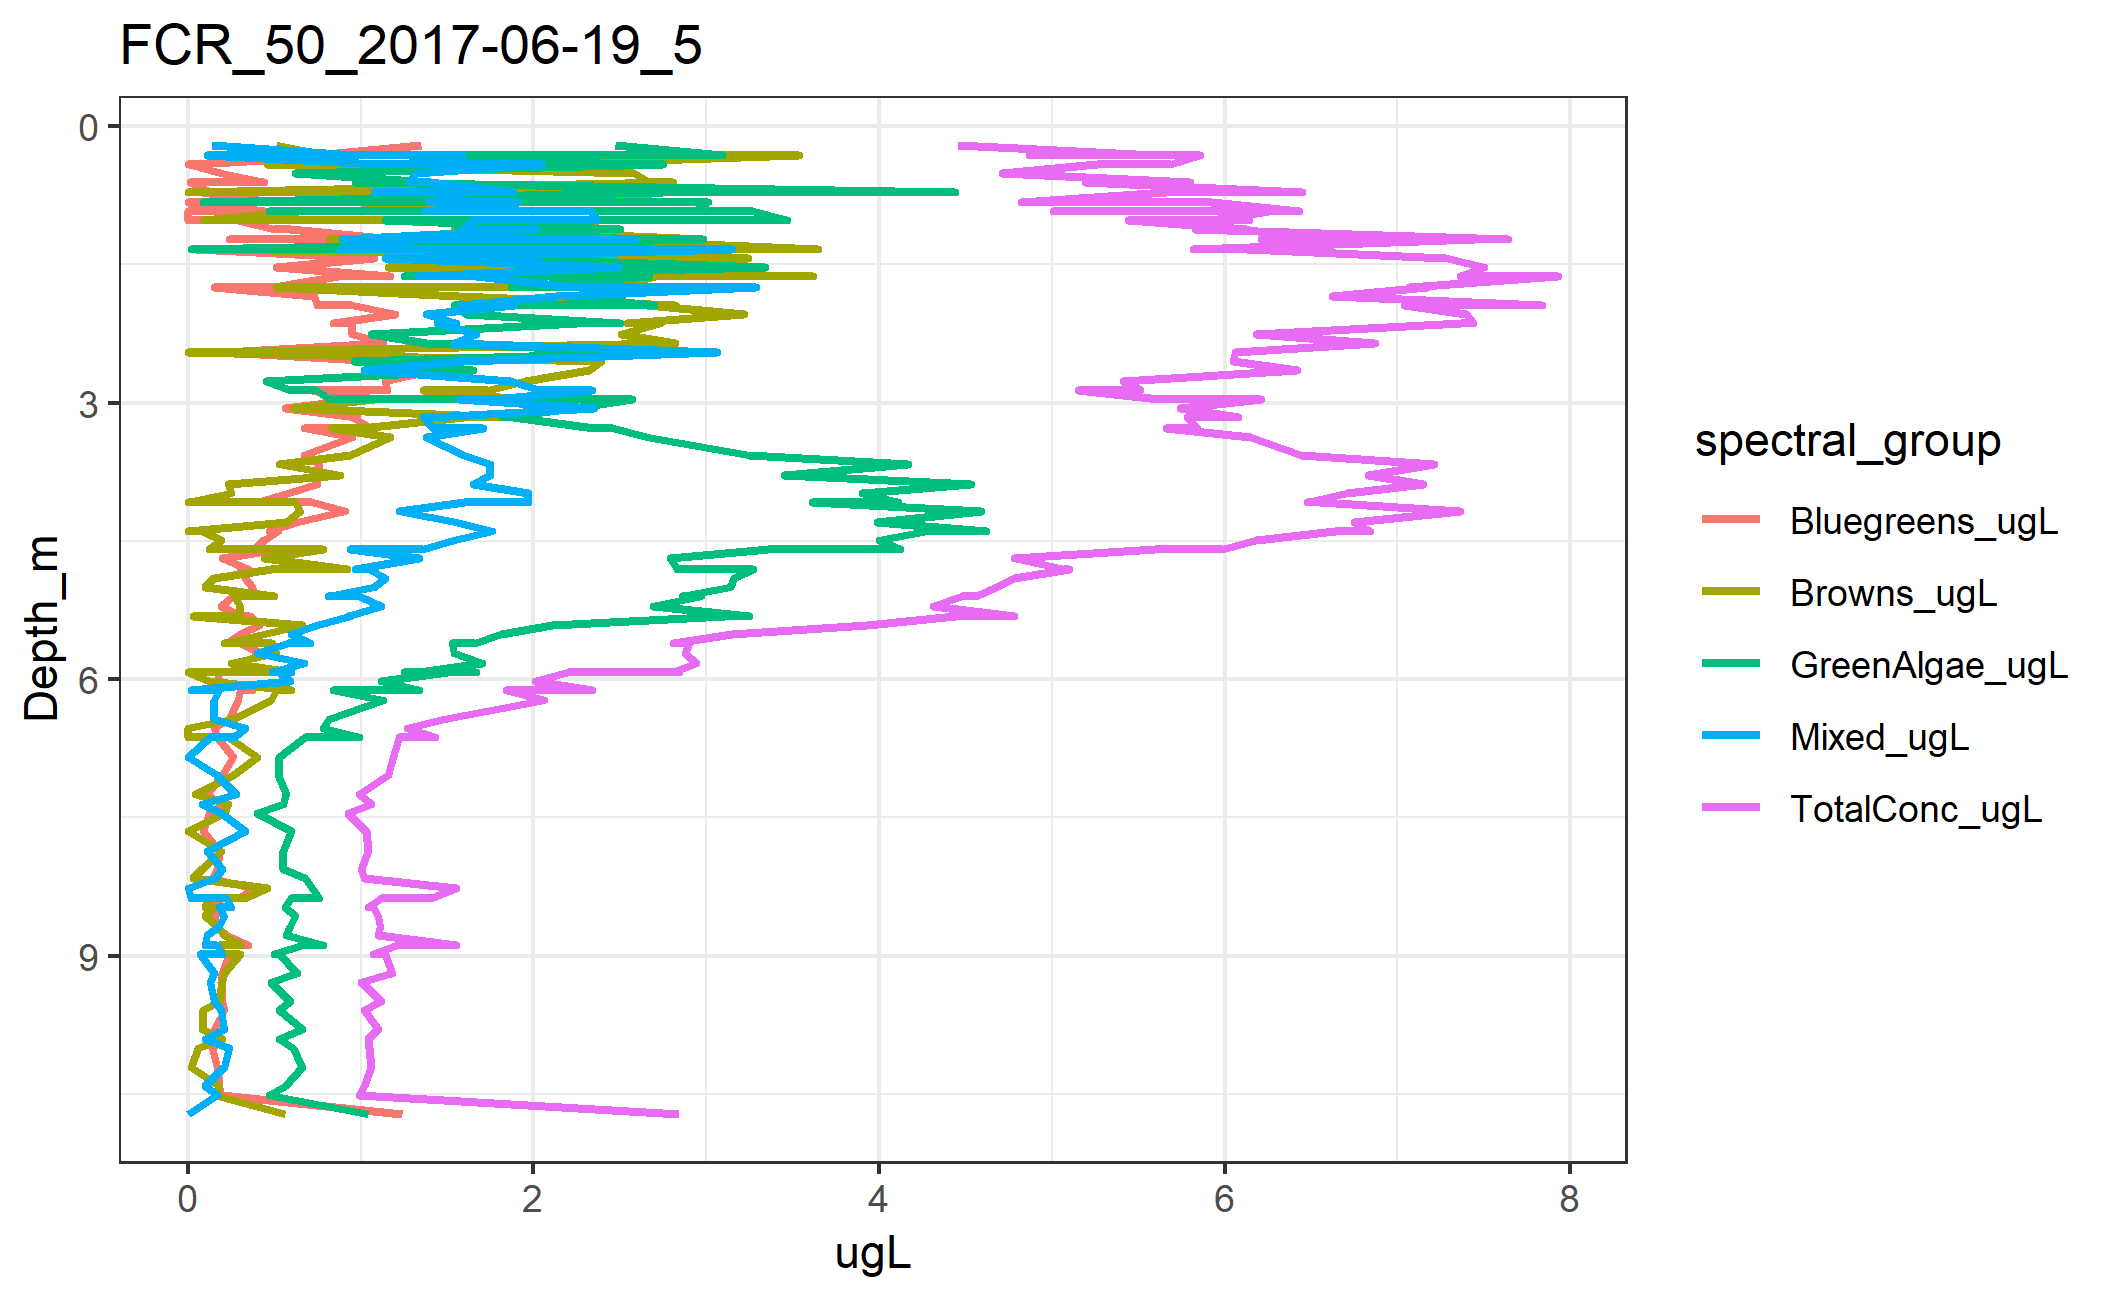 FCR_50_2017-06-19_5
Depth_m
0
3
6
9
0
2
4
6
8
ugL
spectral_group
Bluegreens_ugL
Browns_ugL
GreenAlgae_ugL
Mixed_ugL
TotalConc_ugL